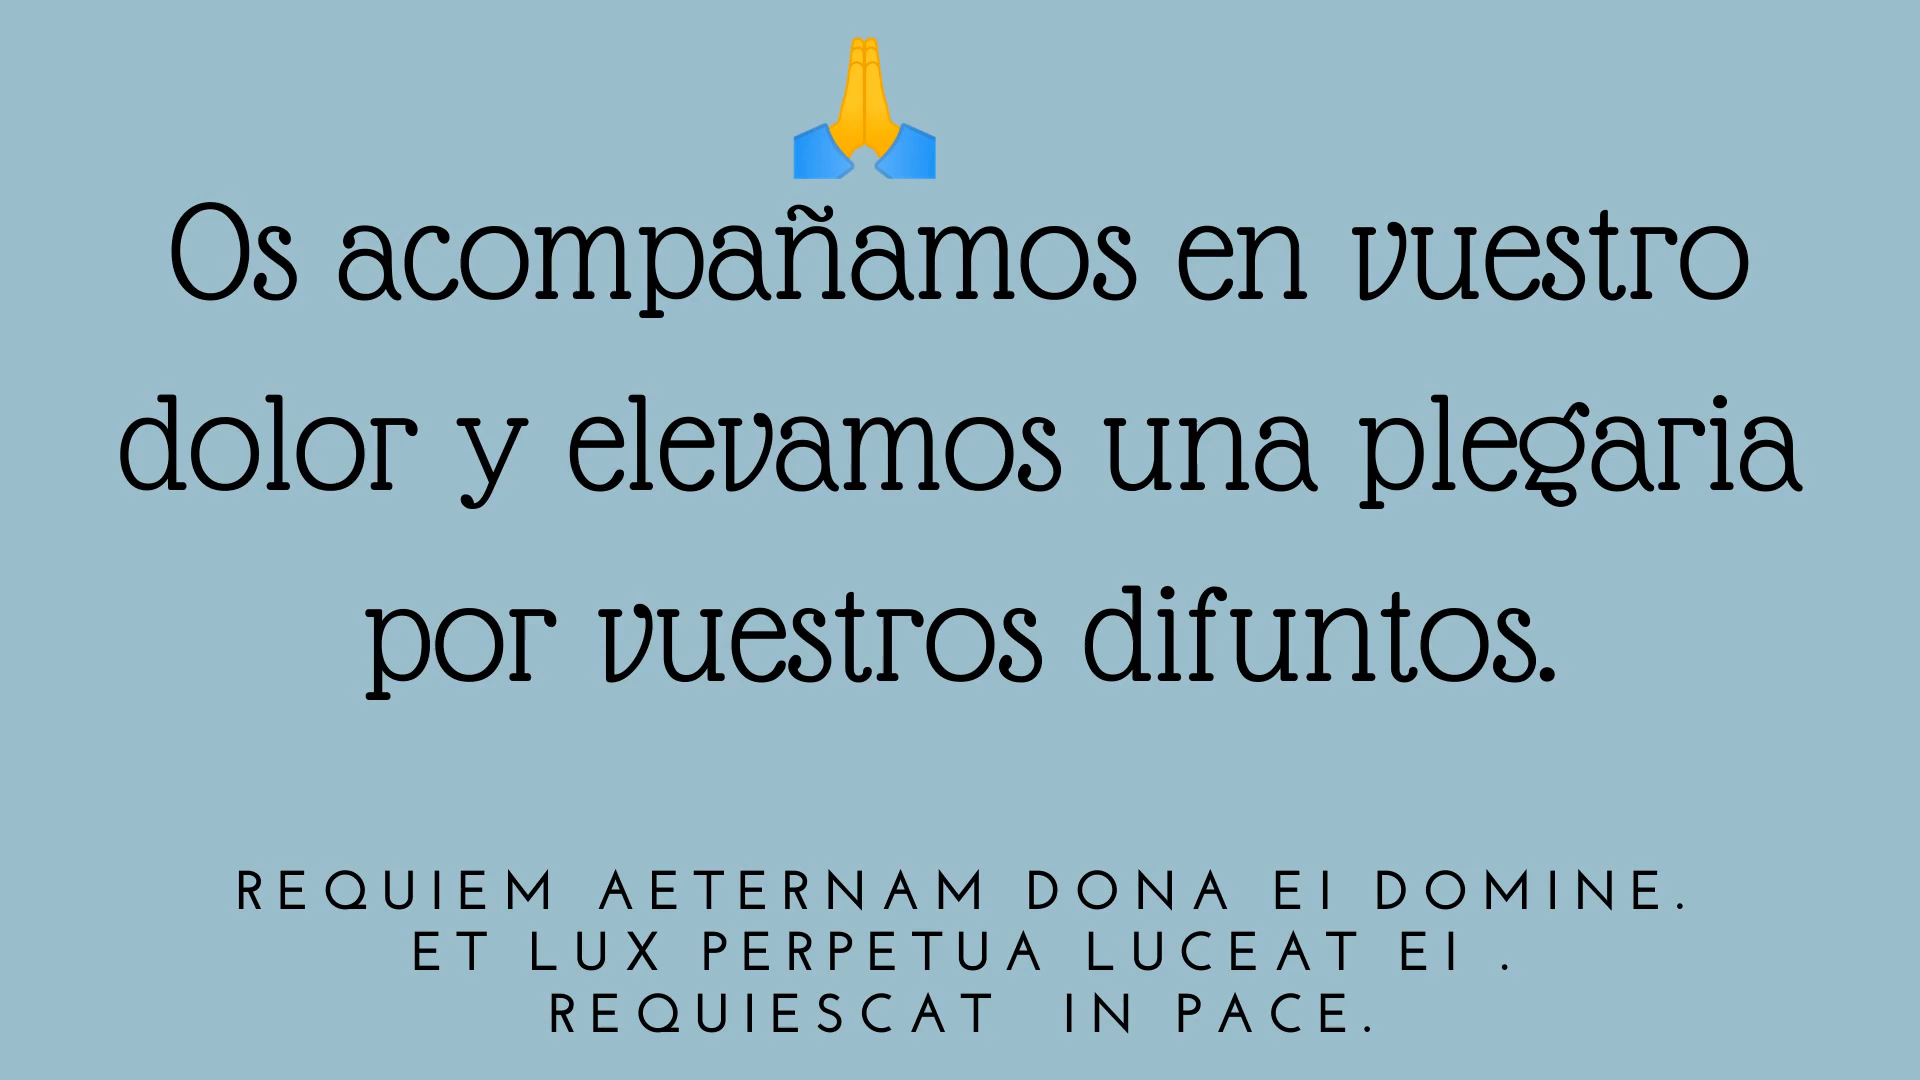 Os acompañamos en vuestro
dolor y elevamos una plegaria
por vuestros difuntos.
REQUIEM AETERNAM DONA EI DOMINE.
ET LUX PERPETUA LUCEAT EI .
REQUIESCAT IN PACE.